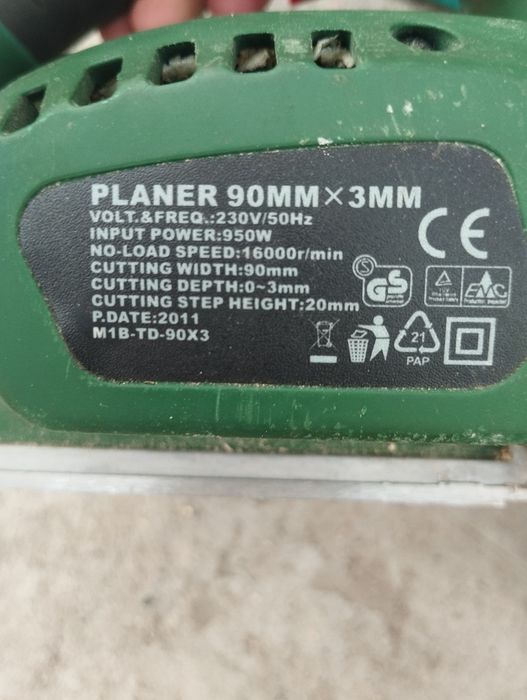 PLANER 90MM×3MM
VOLT.&FREQ.:230V/50Hz
INPUT POWER:950W
NO-LOAD SPEED:16000r/min
CUTTING WIDTH:90mm
CUTTING DEPTH:0~3mm
CUTTING STEP HEIGHT:20mm
P.DATE:2011
M1B-TD-90X3
CE
S
GS
EMC
21
PAP